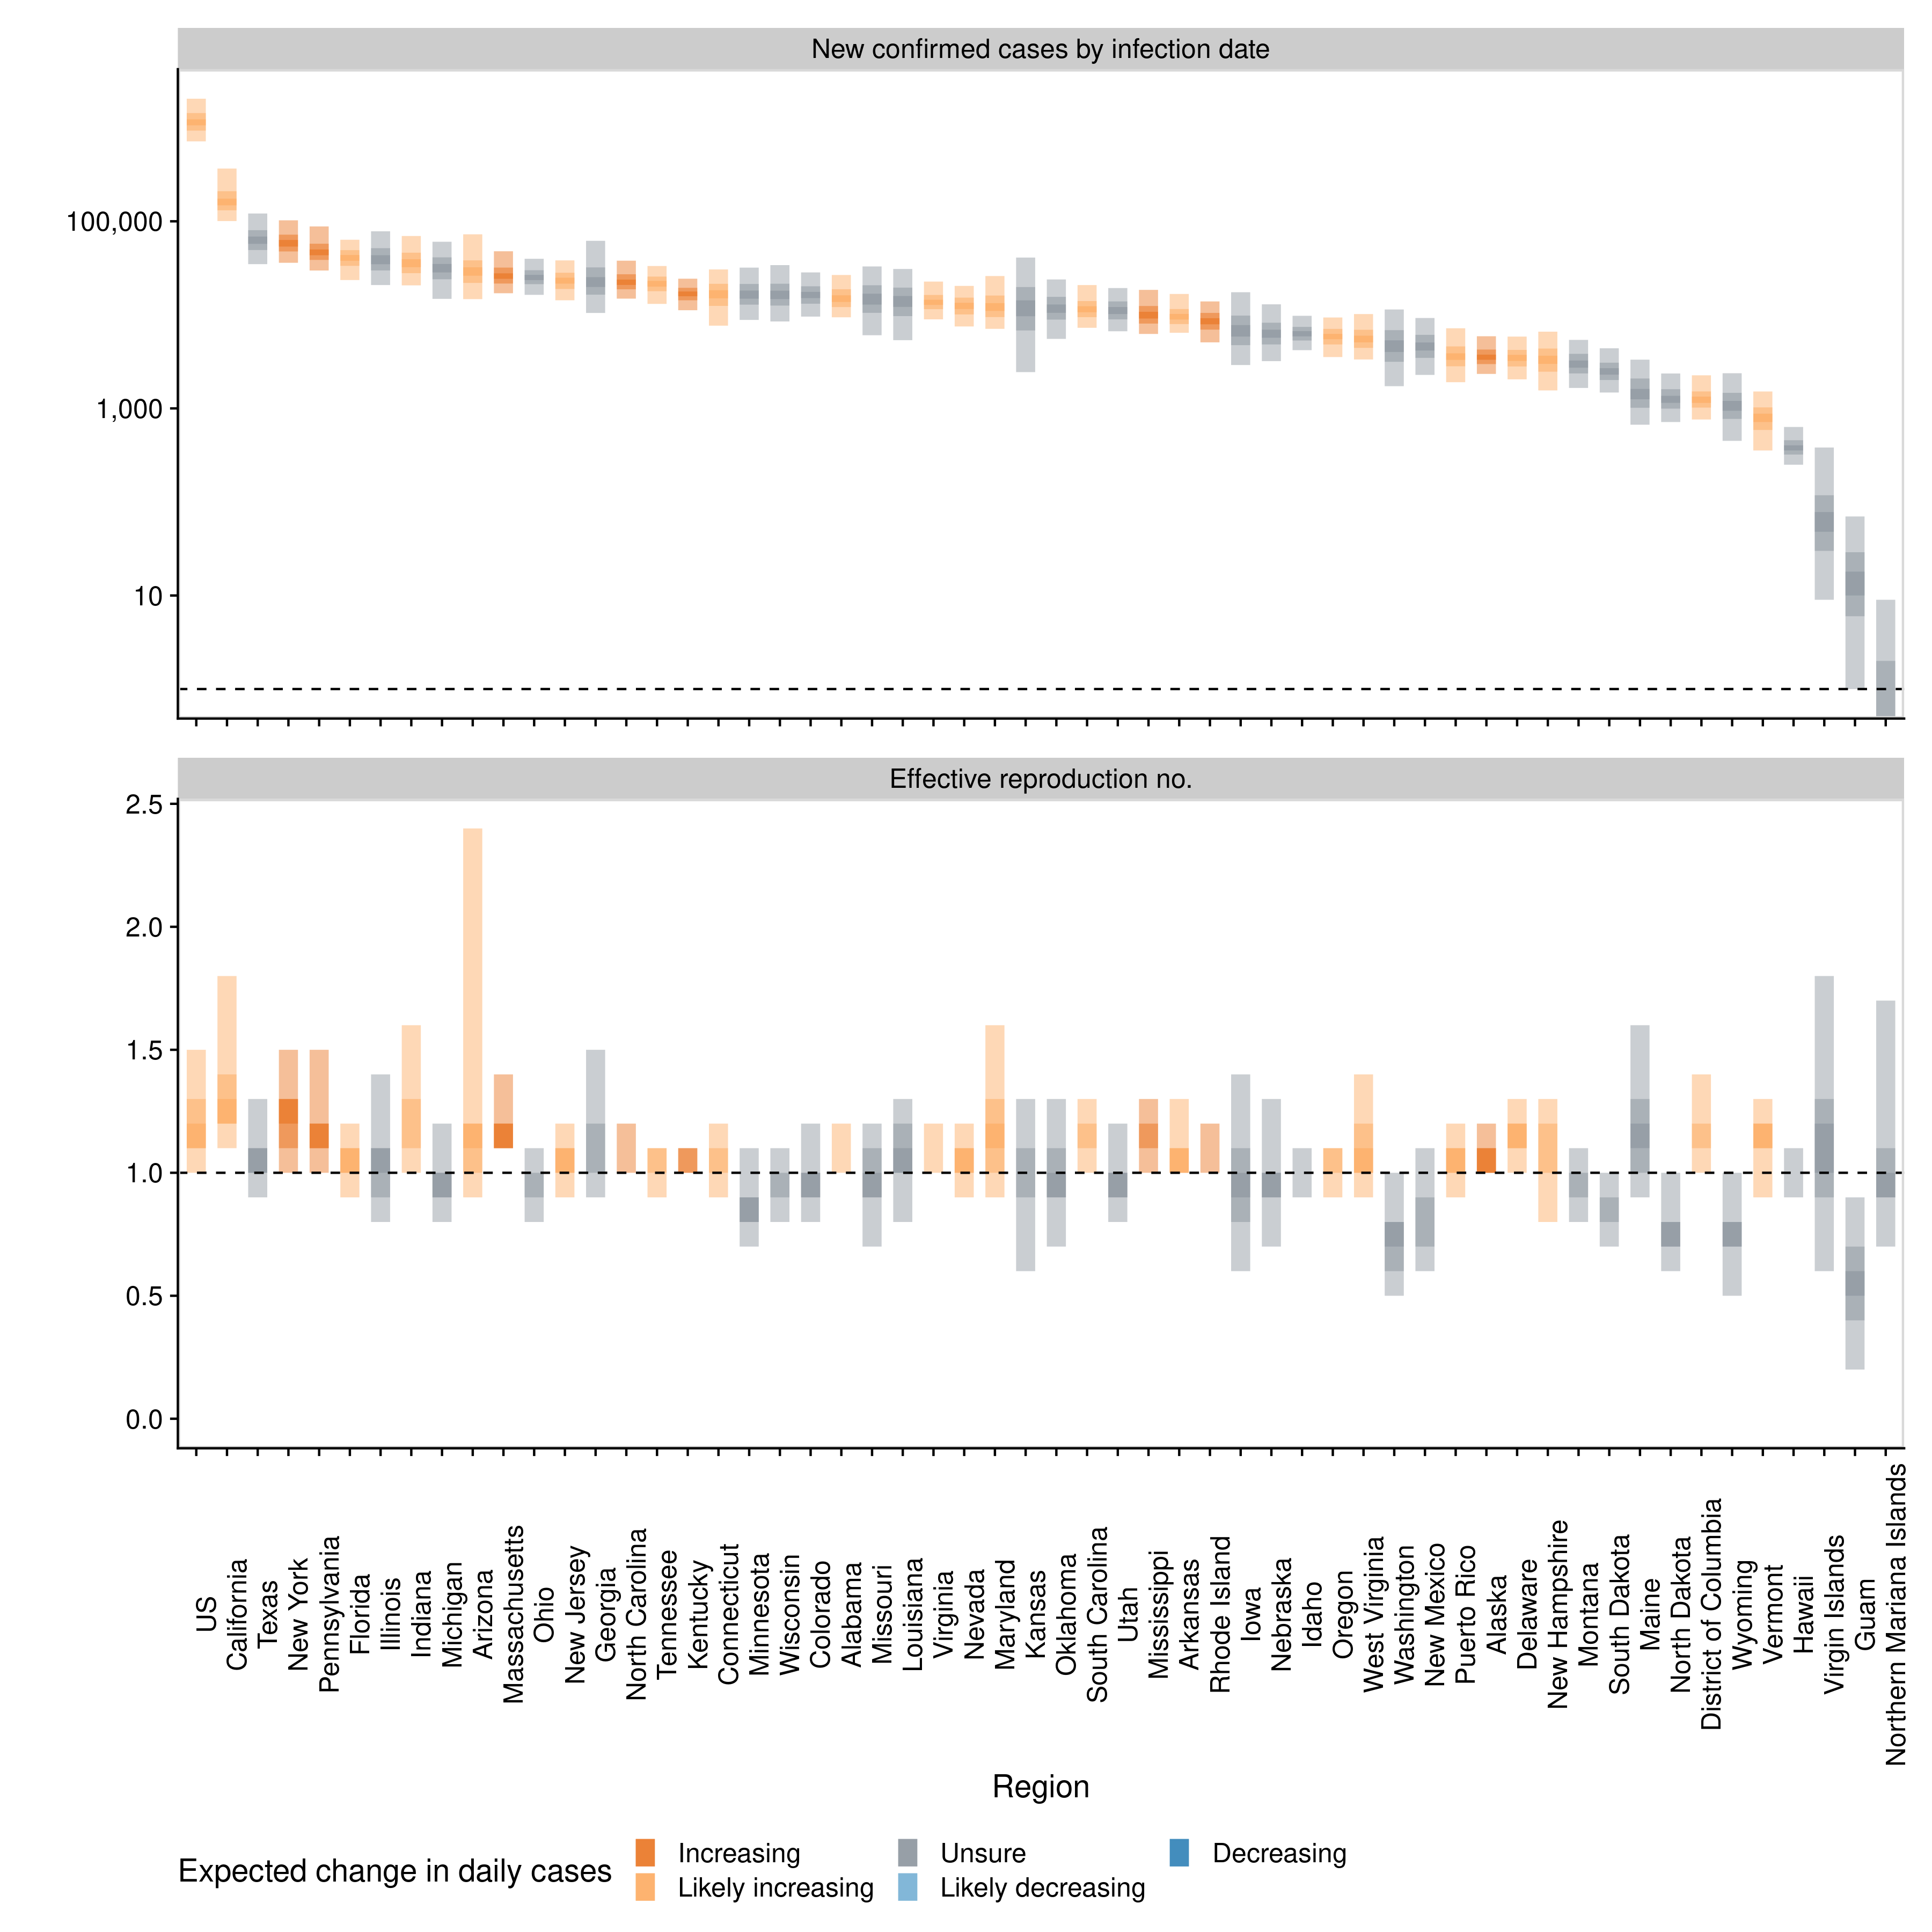 New confirmed cases by infection date
100,000
1,000
10
Effective reproduction no.
2.5
2.0
1.5
1.0
0.5
0.0
US
California
Texas
New York
Pennsylvania
Florida
Illinois
Indiana
Michigan
Arizona
Massachusetts
Ohio
New Jersey
Georgia
North Carolina
Tennessee
Kentucky
Connecticut
Minnesota
Wisconsin
Colorado
Alabama
Missouri
Louisiana
Virginia
Nevada
Maryland
Kansas
Oklahoma
South Carolina
Utah
Mississippi
Arkansas
Rhode Island
Iowa
Nebraska
Idaho
Oregon
West Virginia
Washington
New Mexico
Puerto Rico
Alaska
Delaware
New Hampshire
Montana
South Dakota
Maine
North Dakota
District of Columbia
Wyoming
Vermont
Hawaii
Virgin Islands
Guam
Northern Mariana Islands
Region
Expected change in daily cases
Increasing
Unsure
Decreasing
Likely increasing
Likely decreasing